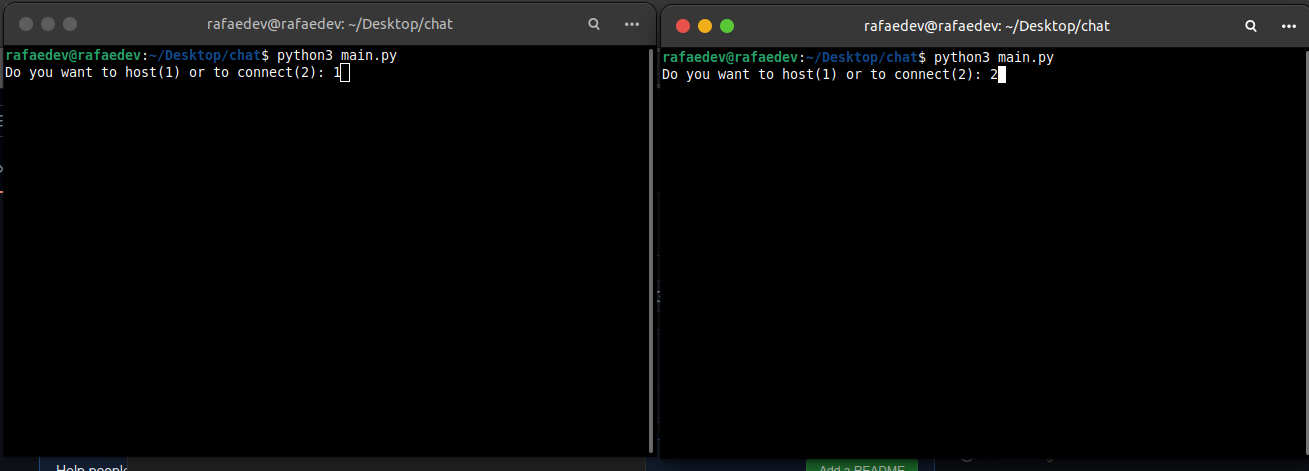 rafaedev@rafaedev: ~/Desktop/chat
rafaedev@rafaedev:~/Desktop/chat$ python3 main.py
Do you want to host(1) or to connect(2): 1
rafaedev@rafaedev: ~/Desktop/chat
rafaedev@rafaedev:~/Desktop/chat$ python3 main.py
Do you want to host(1) or to connect(2): 2
Help people
Add a README